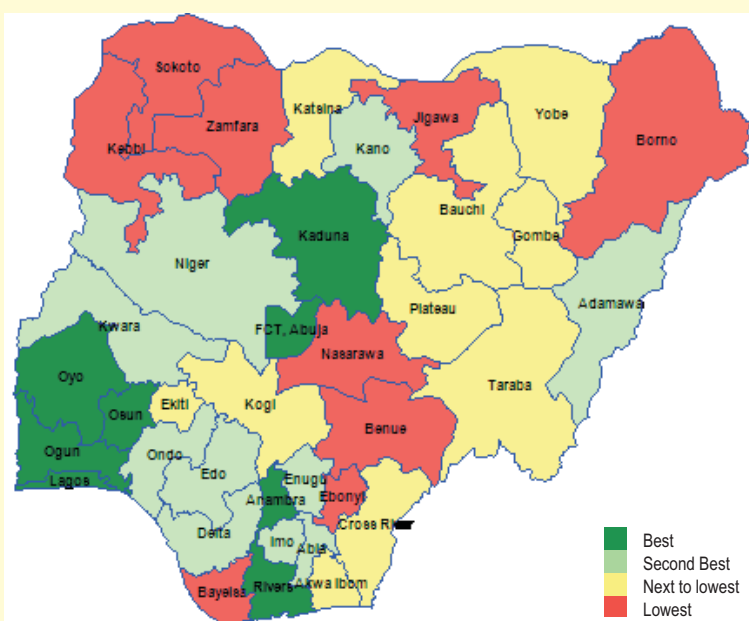 Sokoto
Katsina
Yobe
Zamfara
Jigawa
Borno
Kebbi
Kano
Bauchi
Kaduna
Gombe
Niger
Adamawa
Plateau
Kwara
FCT, Abuja
Nasarawa
Oyo
Taraba
Osun
Ekiti
Kogi
Benue
Ogun
Ondo
Edo
Enugu
Lagos
Anambra
Ebonyi
Cross
Delta
Imo
Abia
Bayelsa
Rivers
Akwa Ibom
Best
Second Best
Next to lowest
Lowest